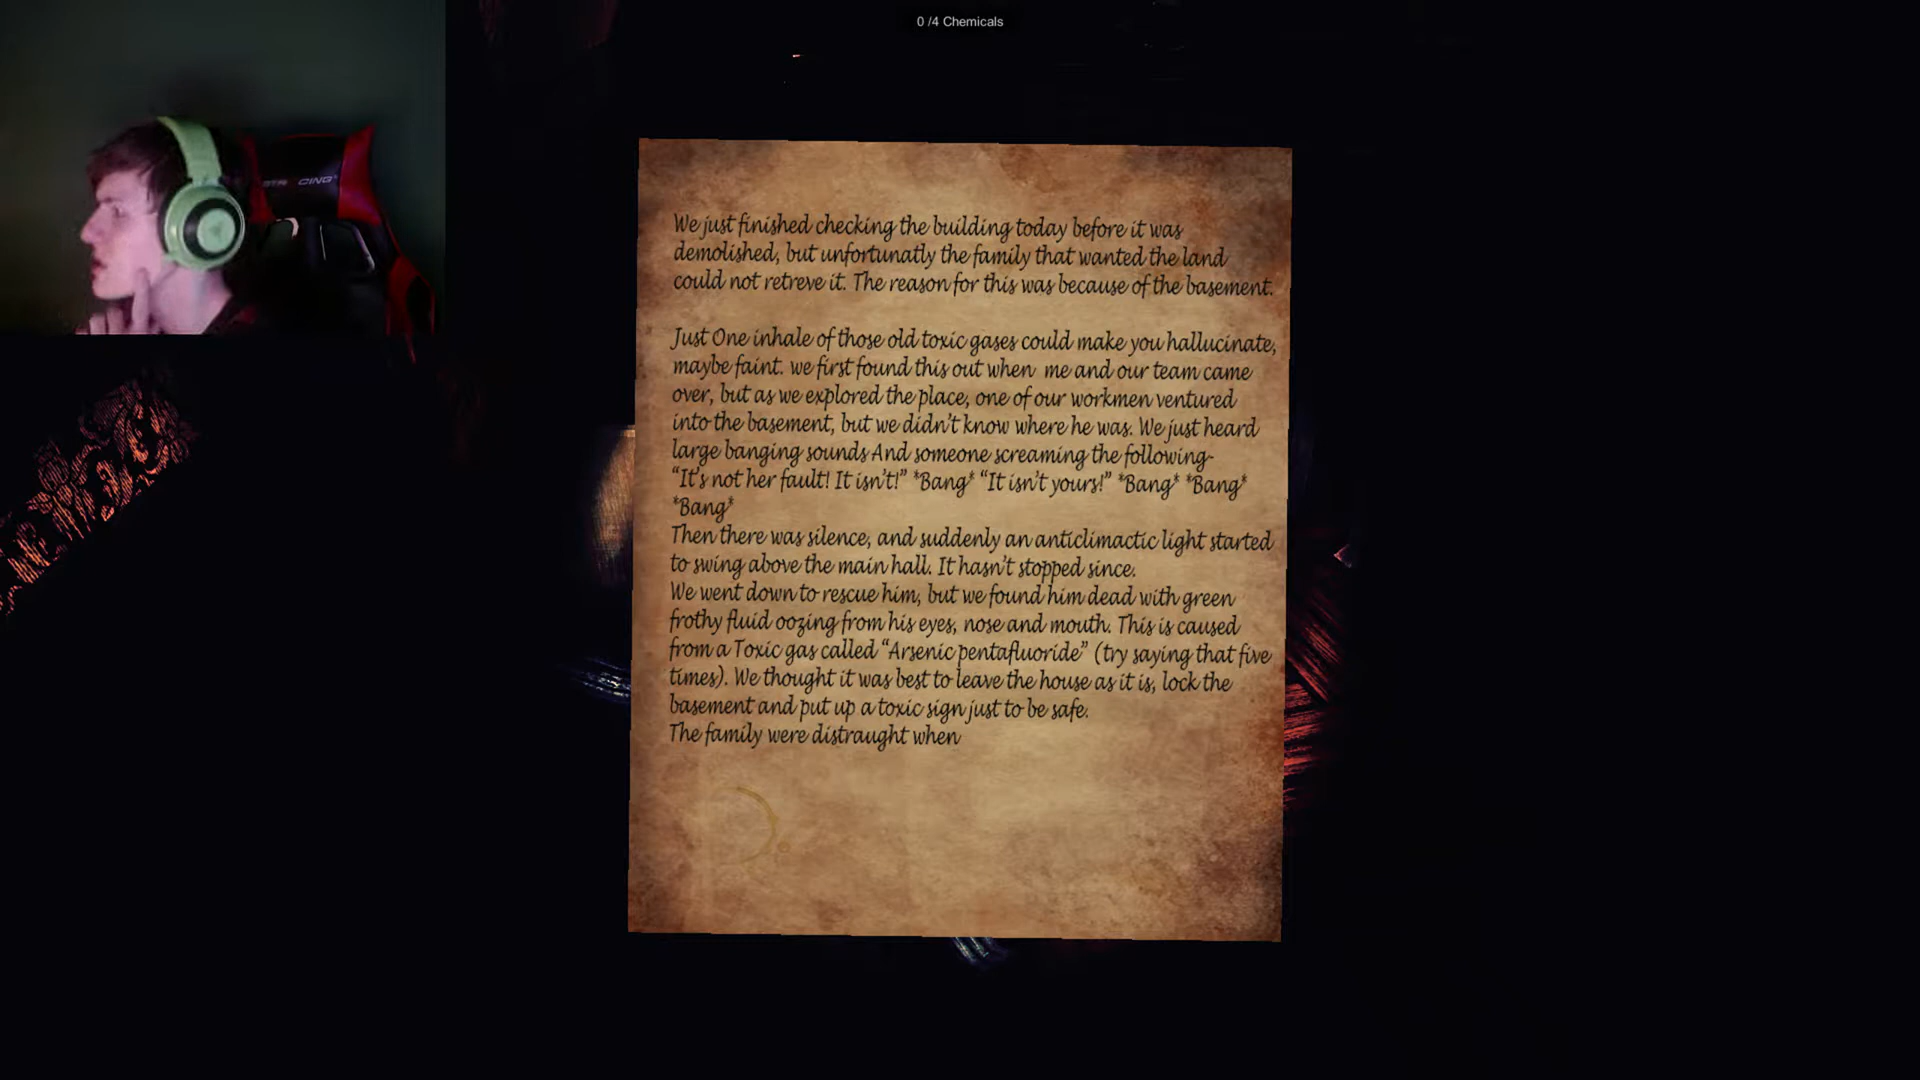 0 /4 Chemicals
We just finished checking the building today before it was
demolished, but unfortunatly the family that wanted the land
could not retreve it. The reason for this was because of the basement.
Just One inhale of those old toxic gases could make you hallucinate,
maybe faint. we first found this out when me and our team came
over, but as we explored the place, one of our workmen ventured
into the basement, but we didn't know where he was. We just heard
large banging sounds And someone screaming the following-
“It's not her fault! It isn't!” *Bang* “It isn't yours!” *Bang* *Bang*
*Bang*
Then there was silence, and suddenly an anticlimactic light started
to swing above the main hall. It hasn't stopped since.
We went down to rescue him, but we found him dead with green
frothy fluid oozing from his eyes, nose and mouth. This is caused
from a Toxic gas called “Arsenic pentafluoride” (try saying that five
times). We thought it was best to leave the house as it is, lock the
basement and put up a toxic sign just to be safe.
The family were distraught when